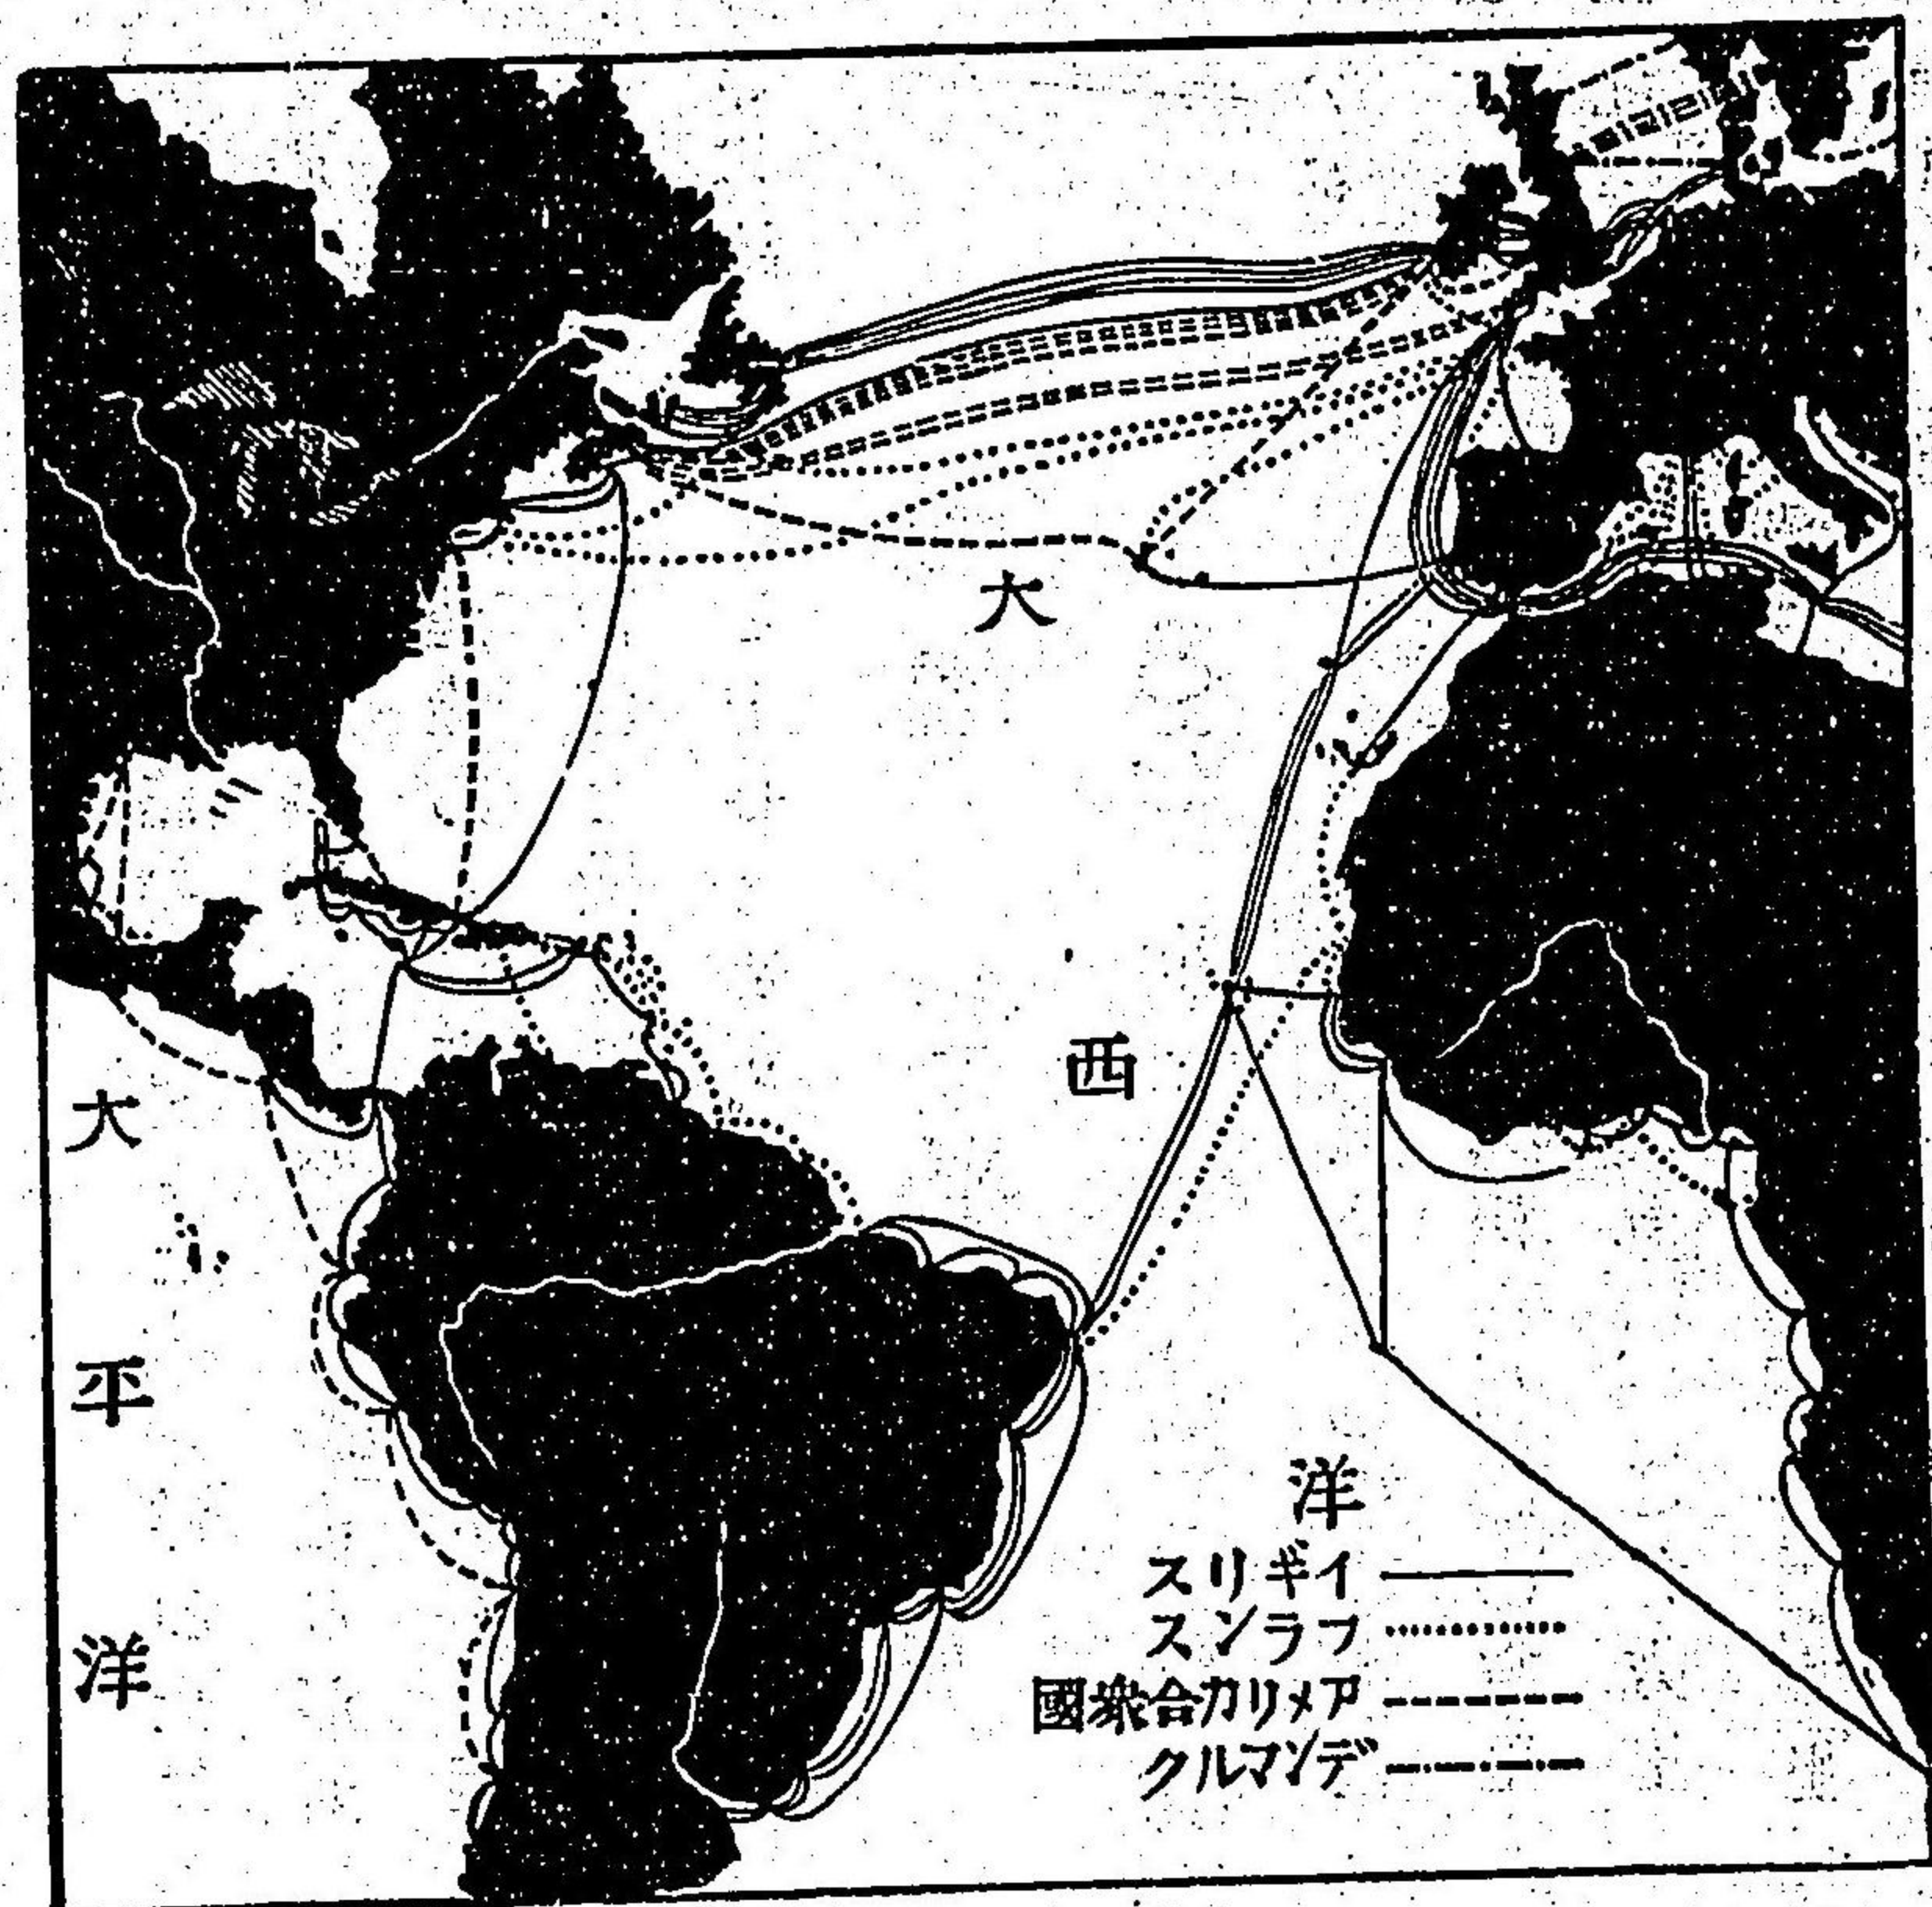 大西洋
大平洋
イギリス
フランス
アメリカ合衆國
デンマルク